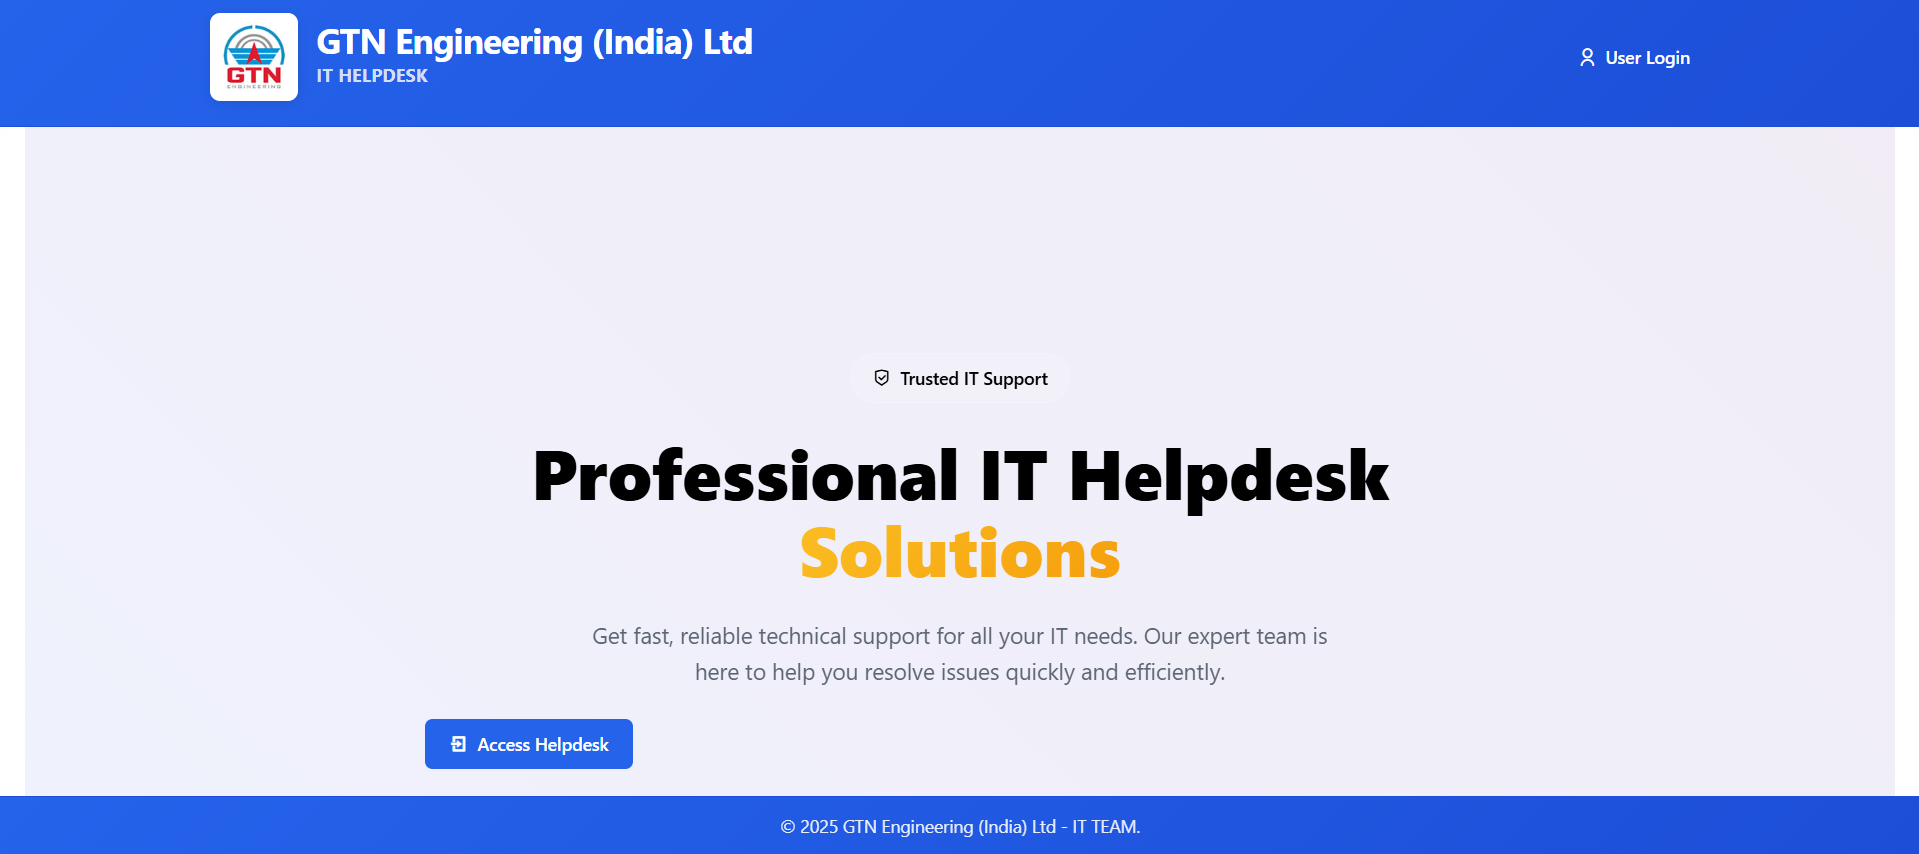 GTN
ENGINEERING
GTN Engineering (India) Ltd
IT HELPDESK
User Login
Trusted IT Support
Professional IT Helpdesk
Solutions
Get fast, reliable technical support for all your IT needs. Our expert team is
here to help you resolve issues quickly and efficiently.
Access Helpdesk
© 2025 GTN Engineering (India) Ltd - IT TEAM.